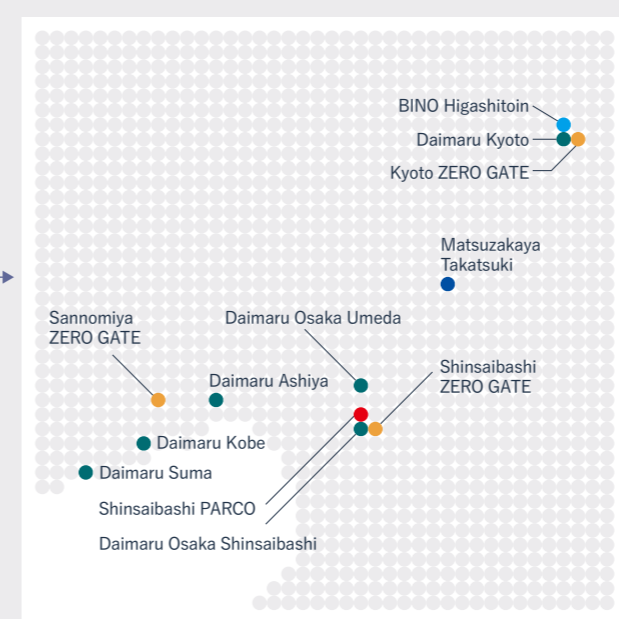 BINO Higashitoin
Daimaru Kyoto
Kyoto ZERO GATE
Matsuzakaya
Takatsuki
Sannomiya
ZERO GATE
Daimaru Osaka Umeda
Shinsaibashi
ZERO GATE
Daimaru Ashiya
Daimaru Kobe
Daimaru Suma
Shinsaibashi PARCO
Daimaru Osaka Shinsaibashi